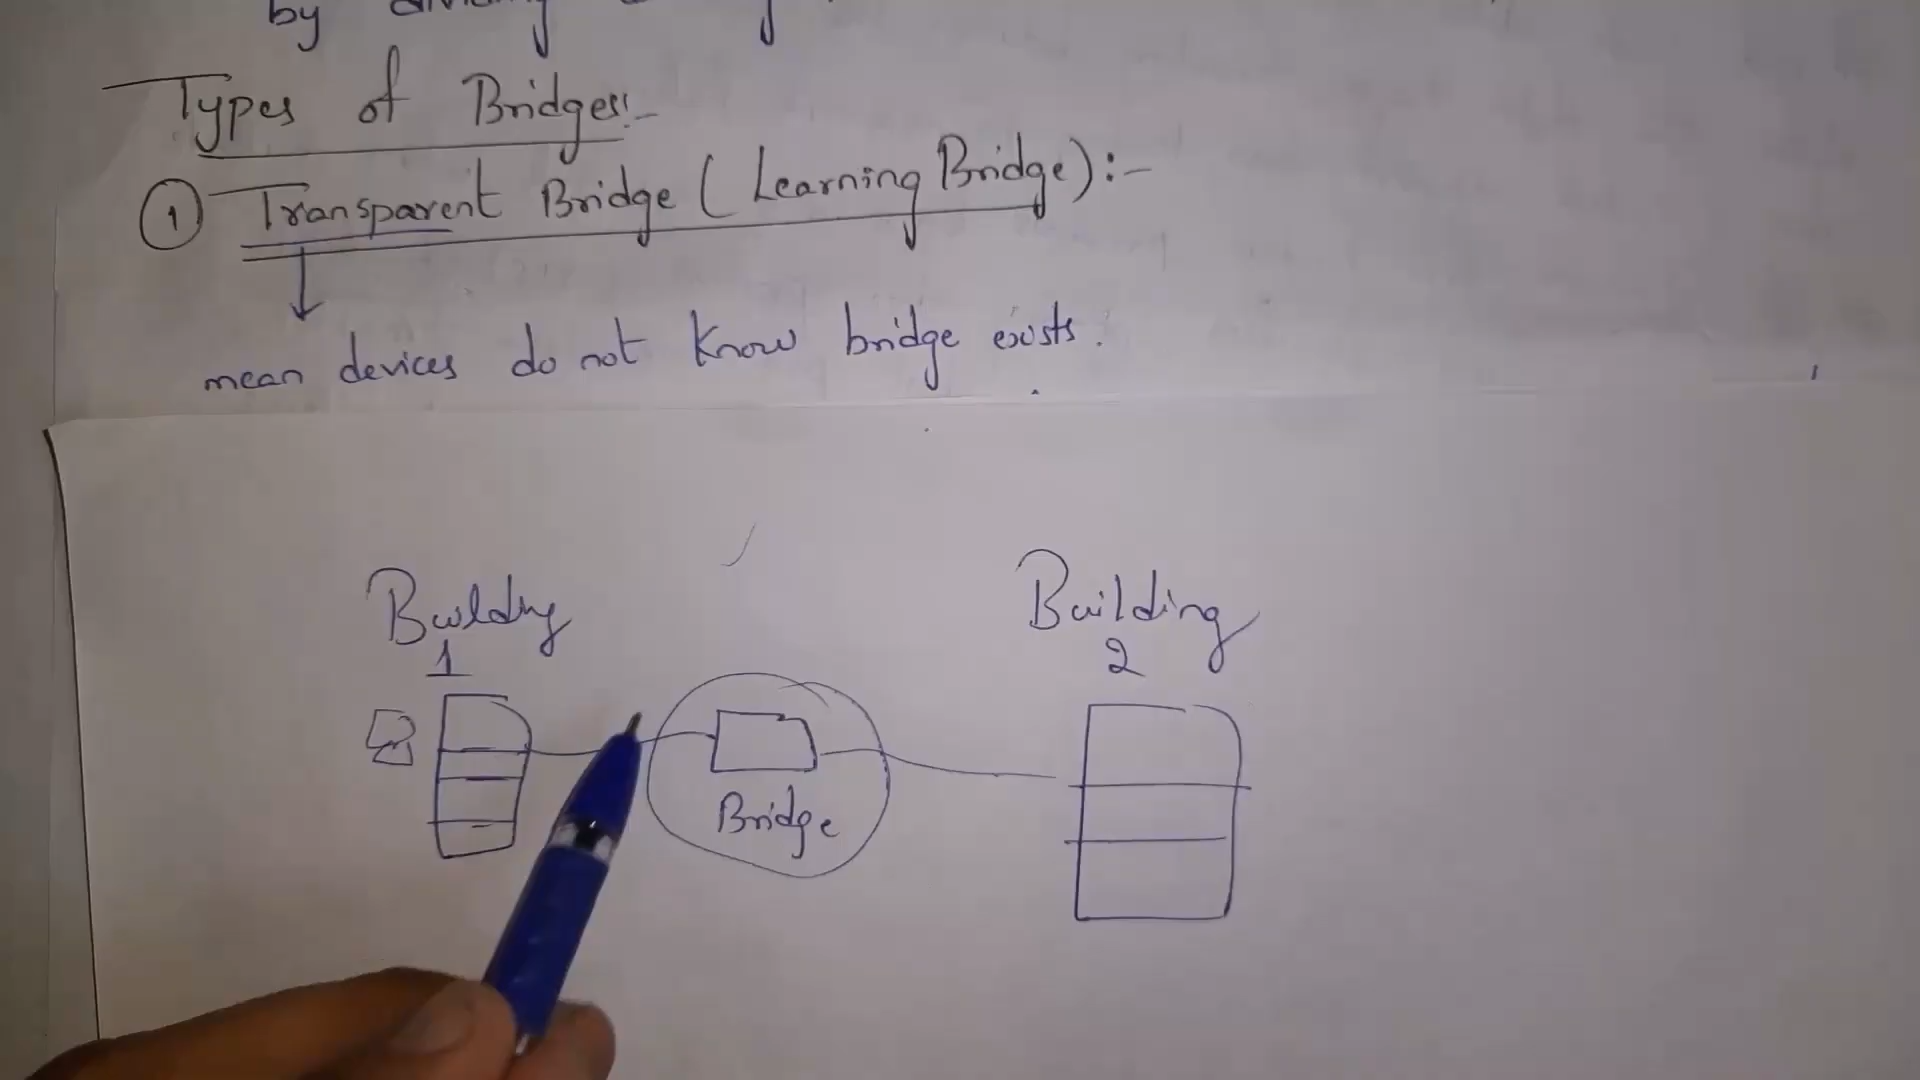 by dividing
Types of Bridges:-
① Transparent Bridge (Learning Bridge):-
mean devices do not know bridge exists.
Building
1
Building
2
Bridge